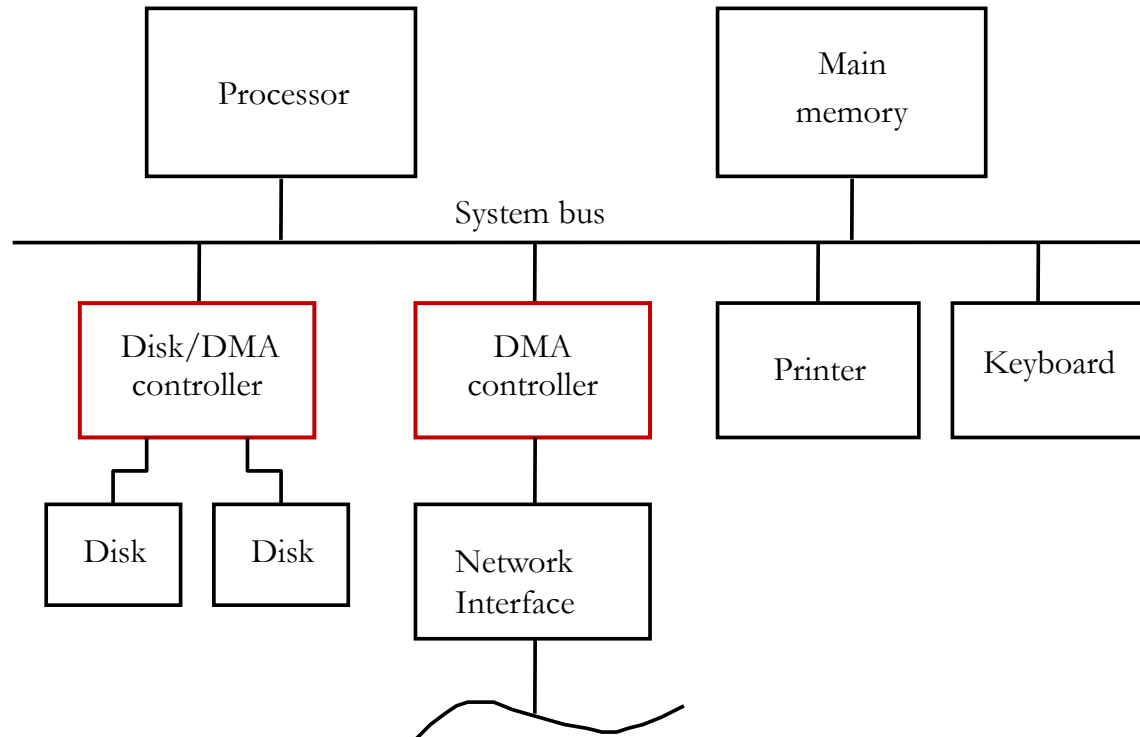 Processor
Main
memory
System bus
Disk/DMA
controller
DMA
controller
Printer
Keyboard
Disk
Disk
Network
Interface